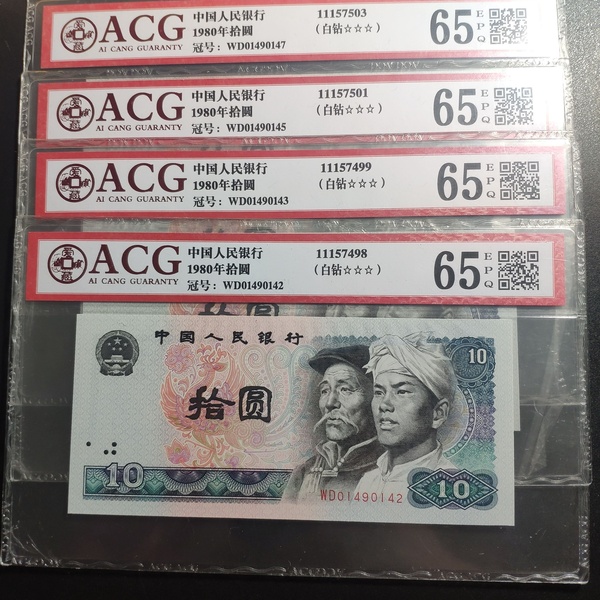 ACG
AI CANG GUARANTY
中国人民银行
1980年拾圆
冠号：WD01490147
11157503
（白钻☆☆☆）
65
EPQ
ACG
AI CANG GUARANTY
中国人民银行
1980年拾圆
冠号：WD01490145
11157501
（白钻☆☆☆）
65
EPQ
ACG
AI CANG GUARANTY
中国人民银行
1980年拾圆
冠号：WD01490143
11157499
（白钻☆☆☆）
65
EPQ
ACG
AI CANG GUARANTY
中国人民银行
1980年拾圆
冠号：WD01490142
11157498
（白钻☆☆☆）
65
EPQ
中国人民银行
10
拾圆
10
WD01490142
10